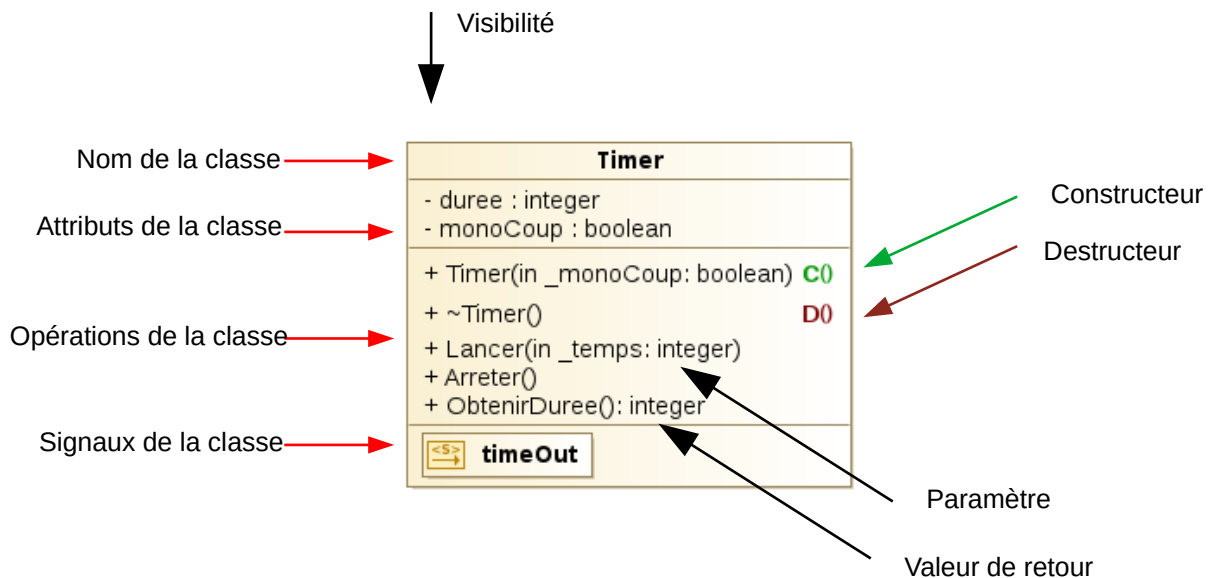 Visibilité
Nom de la classe
Timer
Attributs de la classe
- duree : integer
- monoCoup : boolean
Constructeur
Destructeur
+ Timer(in _monoCoup: boolean) C()
+ ~Timer() D()
Opérations de la classe
+ Lancer(in _temps: integer)
+ Arreter()
+ ObtenirDuree(): integer
Signaux de la classe
<S> timeOut
Paramètre
Valeur de retour